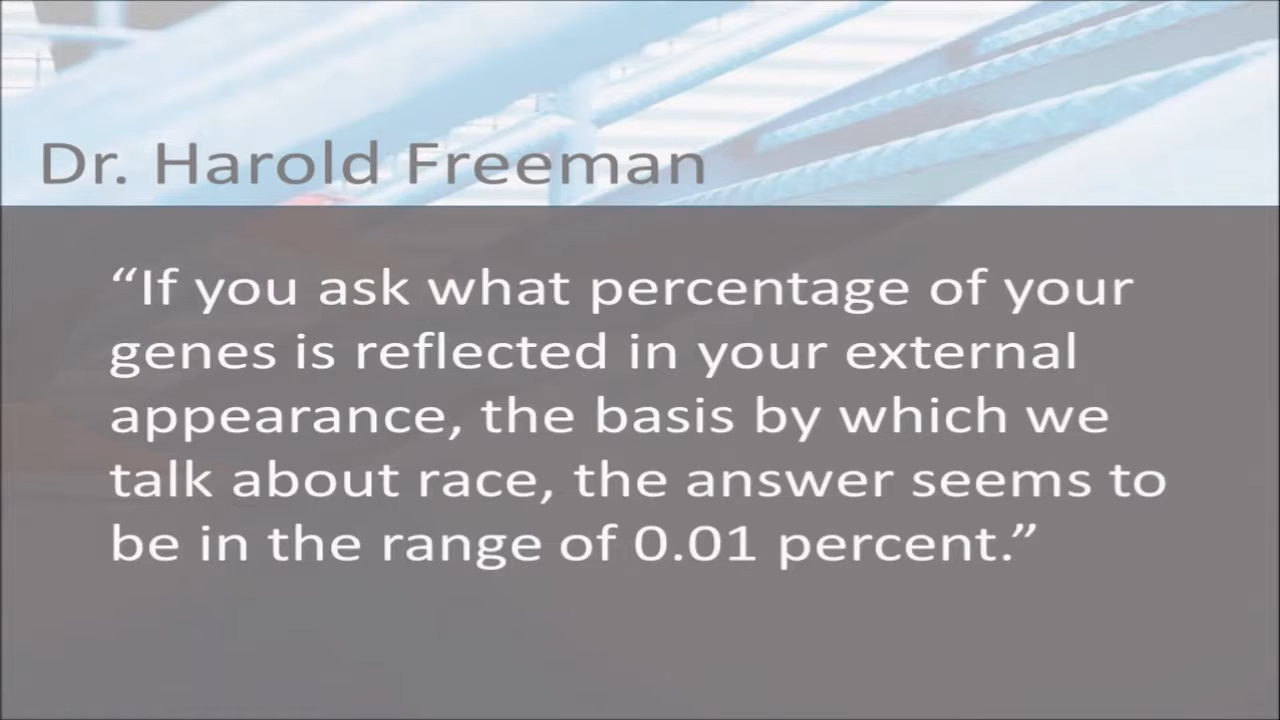 Dr. Harold Freeman
“If you ask what percentage of your
genes is reflected in your external
appearance, the basis by which we
talk about race, the answer seems to
be in the range of 0.01 percent.”